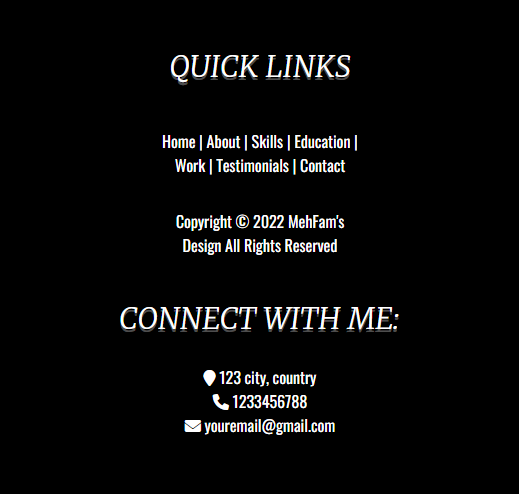 QUICK LINKS
Home | About | Skills | Education |
Work | Testimonials | Contact
Copyright © 2022 MehFam's
Design All Rights Reserved
CONNECT WITH ME:
123 city, country
1233456788
youremail@gmail.com